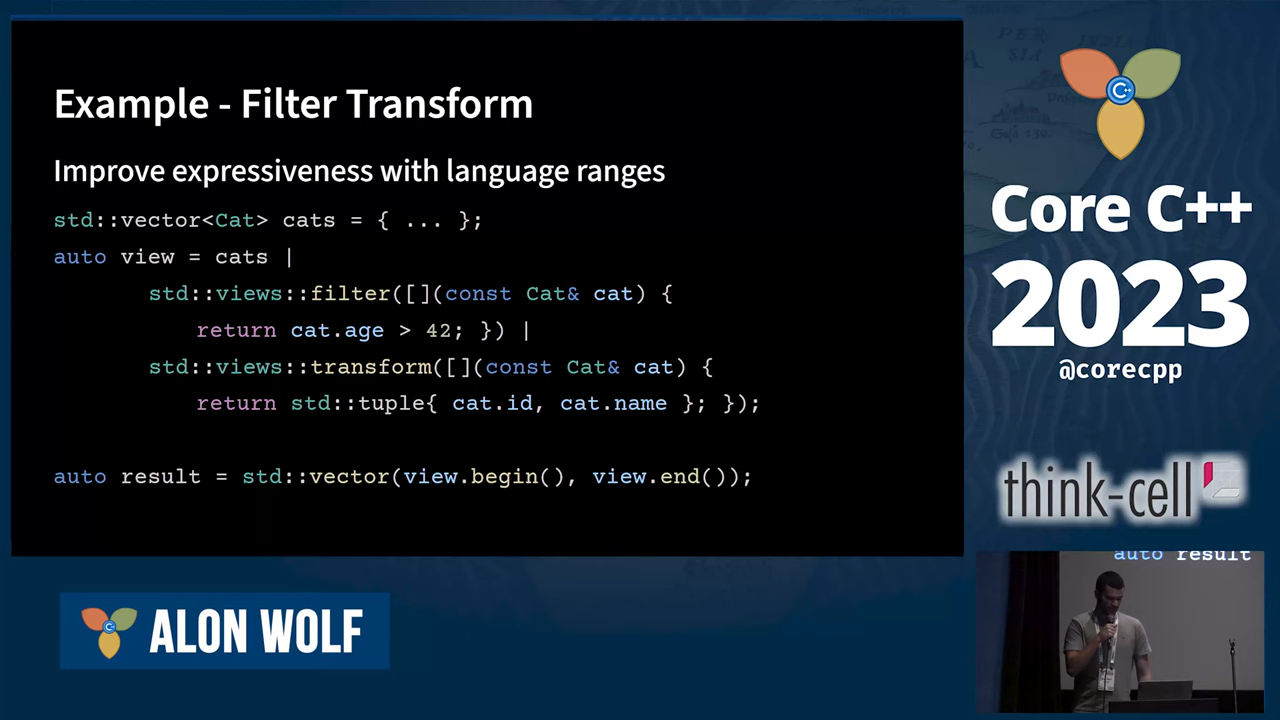 Example - Filter Transform
Improve expressiveness with language ranges
std::vector<Cat> cats = { ... };
auto view = cats |
std::views::filter([](const Cat& cat) {
return cat.age > 42; }) |
std::views::transform([](const Cat& cat) {
return std::tuple{ cat.id, cat.name }; });
auto result = std::vector(view.begin(), view.end());
C++
Core C++
2023
@corecpp
think-cell
auto result
C++
ALON WOLF